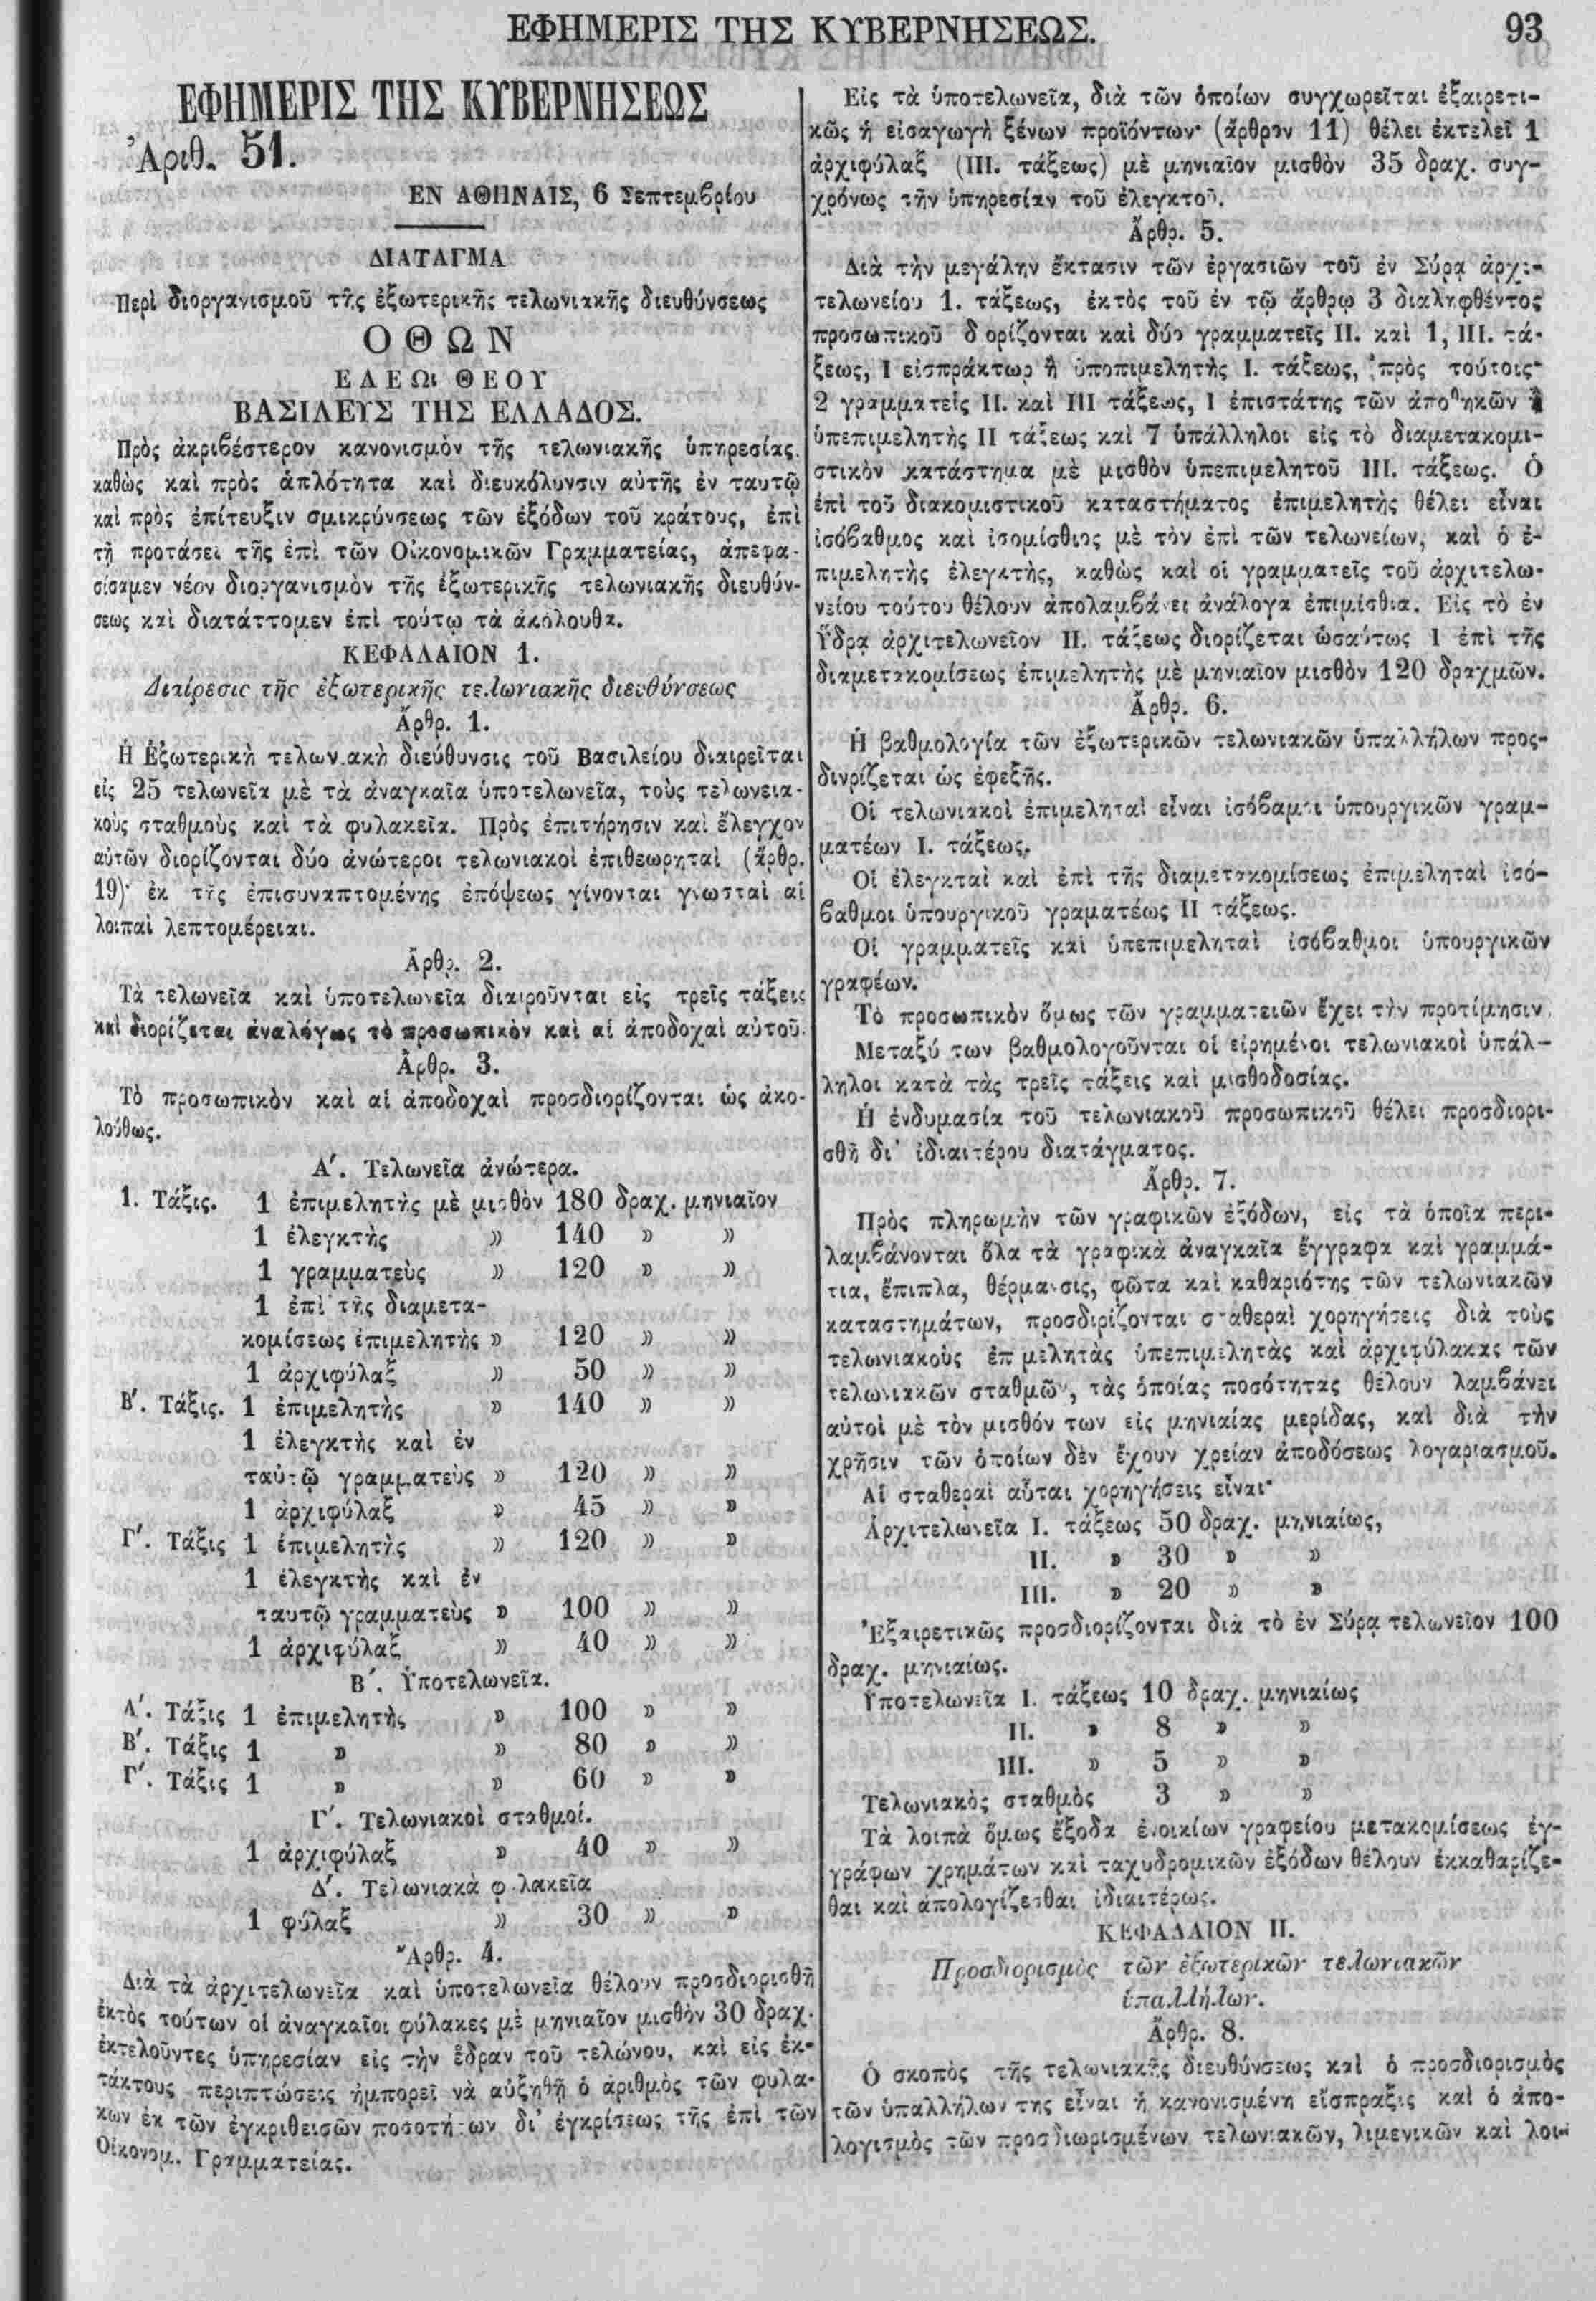 ΕΦΗΜΕΡΙΣ ΤΗΣ ΚΥΒΕΡΝΗΣΕΩΣ.
93
ΕΦΗΜΕΡΙΣ ΤΗΣ ΚΥΒΕΡΝΗΣΕΩΣ
Ἀριθ. 51.
ΕΝ ΑΘΗΝΑΙΣ, 6 Σεπτεμβρίου
ΔΙΑΤΑΓΜΑ
Περὶ διοργανισμοῦ τῆς ἐξωτερικῆς τελωνιακῆς διευθύνσεως
ΟΘΩΝ
ΕΛΕΩι ΘΕΟΥ
ΒΑΣΙΛΕΥΣ ΤΗΣ ΕΛΛΑΔΟΣ.
Πρὸς ἀκριβέστερον κανονισμὸν τῆς τελωνιακῆς ὑπηρεσίας,
καθὼς καὶ πρὸς ἁπλότητα καὶ διευκόλυνσιν αὐτῆς ἐν ταυτῷ
καὶ πρὸς ἐπίτευξιν σμικρύνσεως τῶν ἐξόδων τοῦ κράτους, ἐπὶ
τῇ προτάσει τῆς ἐπὶ τῶν Οἰκονομικῶν Γραμματείας, ἀπεφα-
σίσαμεν νέον διοργανισμὸν τῆς ἐξωτερικῆς τελωνιακῆς διευθύν-
σεως καὶ διατάττομεν ἐπὶ τούτῳ τὰ ἀκόλουθα.
ΚΕΦΑΛΑΙΟΝ 1.
Διαίρεσις τῆς ἐξωτερικῆς τελωνιακῆς διευθύνσεως
Ἄρθρ. 1.
Ἡ Ἐξωτερικὴ τελωνιακὴ διεύθυνσις τοῦ Βασιλείου διαιρεῖται
εἰς 25 τελωνεῖα μὲ τὰ ἀναγκαῖα ὑποτελωνεῖα, τοὺς τελωνεια-
κοὺς σταθμοὺς καὶ τὰ φυλακεῖα. Πρὸς ἐπιτήρησιν καὶ ἔλεγχον
αὐτῶν διορίζονται δύο ἀνώτεροι τελωνιακοὶ ἐπιθεωρηταὶ (ἄρθρ.
19)· ἐκ τῆς ἐπισυναπτομένης ἐπόψεως γίνονται γνωσταὶ αἱ
λοιπαὶ λεπτομέρειαι.
Ἄρθρ. 2.
Τὰ τελωνεῖα καὶ ὑποτελωνεῖα διαιροῦνται εἰς τρεῖς τάξεις
καὶ διορίζεται ἀναλόγως τὸ προσωπικὸν καὶ αἱ ἀποδοχαὶ αὐτοῦ.
Ἄρθρ. 3.
Τὸ προσωπικὸν καὶ αἱ ἀποδοχαὶ προσδιορίζονται ὡς ἀκο-
λούθως.
Α΄. Τελωνεῖα ἀνώτερα.
1. Τάξις. 1 ἐπιμελητὴς μὲ μισθὸν 180 δραχ. μηνιαῖον
1 ἐλεγκτὴς » 140 » »
1 γραμματεὺς » 120 » »
1 ἐπὶ τῆς διαμετα-
κομίσεως ἐπιμελητὴς » 120 » »
1 ἀρχιφύλαξ » 50 » »
Β΄. Τάξις. 1 ἐπιμελητὴς » 140 » »
1 ἐλεγκτὴς καὶ ἐν
ταὐτῷ γραμματεὺς » 120 » »
1 ἀρχιφύλαξ » 45 » »
Γ΄. Τάξις 1 ἐπιμελητὴς » 120 » »
1 ἐλεγκτὴς καὶ ἐν
ταυτῷ γραμματεὺς » 100 » »
1 ἀρχιφύλαξ » 40 » »
Β΄. Ὑποτελωνεῖα.
Α΄. Τάξις 1 ἐπιμελητὴς » 100 » »
Β΄. Τάξις 1 » » 80 » »
Γ΄. Τάξις 1 » » 60 » »
Γ΄. Τελωνιακοὶ σταθμοί.
1 ἀρχιφύλαξ » 40 » »
Δ΄. Τελωνιακὰ φυλακεῖα
1 φύλαξ » 30 » »
Ἄρθρ. 4.
Διὰ τὰ ἀρχιτελωνεῖα καὶ ὑποτελωνεῖα θέλουν προσδιορισθῆ
ἐκτὸς τούτων οἱ ἀναγκαῖοι φύλακες μὲ μηνιαῖον μισθὸν 30 δραχ.
ἐκτελοῦντες ὑπηρεσίαν εἰς τὴν ἕδραν τοῦ τελώνου, καὶ εἰς ἐκ-
τάκτους περιπτώσεις ἠμπορεῖ νὰ αὐξηθῇ ὁ ἀριθμὸς τῶν φυλά-
κων ἐκ τῶν ἐγκριθεισῶν ποσοτήτων δι' ἐγκρίσεως τῆς ἐπὶ τῶν
Οἰκονομ. Γραμματείας.
Εἰς τὰ ὑποτελωνεῖα, διὰ τῶν ὁποίων συγχωρεῖται ἐξαιρετι-
κῶς ἡ εἰσαγωγὴ ξένων προϊόντων· (ἄρθρον 11) θέλει ἐκτελεῖ 1
ἀρχιφύλαξ (ΙΙΙ. τάξεως) μὲ μηνιαῖον μισθὸν 35 δραχ. συγ-
χρόνως τὴν ὑπηρεσίαν τοῦ ἐλεγκτοῦ.
Ἄρθρ. 5.
Διὰ τὴν μεγάλην ἔκτασιν τῶν ἐργασιῶν τοῦ ἐν Σύρᾳ ἀρχι-
τελωνείου 1. τάξεως, ἐκτὸς τοῦ ἐν τῷ ἄρθρῳ 3 διαληφθέντος
προσωπικοῦ δορίζονται καὶ δύο γραμματεῖς ΙΙ. καὶ 1, ΙΙΙ. τά-
ξεως, 1 εἰσπράκτωρ ἢ ὑποπιμελητὴς Ι. τάξεως, πρὸς τούτοις·
2 γραμματεῖς ΙΙ. καὶ ΙΙΙ τάξεως, 1 ἐπιστάτης τῶν ἀποθηκῶν ἢ
ὑπεπιμελητὴς ΙΙ τάξεως καὶ 7 ὑπάλληλοι εἰς τὸ διαμετακομι-
στικὸν κατάστημα μὲ μισθὸν ὑπεπιμελητοῦ ΙΙΙ. τάξεως. Ὁ
ἐπὶ τοῦ διακομιστικοῦ καταστήματος ἐπιμελητὴς θέλει εἶναι
ἰσόβαθμος καὶ ἰσομίσθιος μὲ τὸν ἐπὶ τῶν τελωνείων, καὶ ὁ ἐ-
πιμελητὴς ἐλεγκτὴς, καθὼς καὶ οἱ γραμματεῖς τοῦ ἀρχιτελω-
νείου τούτου θέλουν ἀπολαμβάνει ἀνάλογα ἐπιμίσθια. Εἰς τὸ ἐν
Ὕδρᾳ ἀρχιτελωνεῖον ΙΙ. τάξεως διορίζεται ὡσαύτως 1 ἐπὶ τῆς
διαμετακομίσεως ἐπιμελητὴς μὲ μηνιαῖον μισθὸν 120 δραχμῶν.
Ἄρθρ. 6.
Ἡ βαθμολογία τῶν ἐξωτερικῶν τελωνιακῶν ὑπαλλήλων προς-
δινρίζεται ὡς ἐφεξῆς.
Οἱ τελωνιακοὶ ἐπιμεληταὶ εἶναι ἰσόβαμοι ὑπουργικῶν γραμ-
ματέων Ι. τάξεως.
Οἱ ἐλεγκταὶ καὶ ἐπὶ τῆς διαμετακομίσεως ἐπιμεληταὶ ἰσό-
βαθμοι ὑπουργικοῦ γραματέως ΙΙ τάξεως.
Οἱ γραμματεῖς καὶ ὑπεπιμεληταὶ ἰσόβαθμοι ὑπουργικῶν
γραφέων.
Τὸ προσωπικὸν ὅμως τῶν γραμματειῶν ἔχει τὴν προτίμησιν.
Μεταξύ των βαθμολογοῦνται οἱ εἰρημένοι τελωνιακοὶ ὑπάλ-
ληλοι κατὰ τὰς τρεῖς τάξεις καὶ μισθοδοσίας.
Ἡ ἐνδυμασία τοῦ τελωνιακοῦ προσωπικοῦ θέλει προσδιορι-
σθῆ δι' ἰδιαιτέρου διατάγματος.
Ἄρθρ. 7.
Πρὸς πληρωμὴν τῶν γραφικῶν ἐξόδων, εἰς τὰ ὁποῖα περι-
λαμβάνονται ὅλα τὰ γραφικὰ ἀναγκαῖα ἔγγραφα καὶ γραμμά-
τια, ἔπιπλα, θέρμανσις, φῶτα καὶ καθαριότης τῶν τελωνιακῶν
καταστημάτων, προσδιρίζονται σταθεραὶ χορηγήσεις διὰ τοὺς
τελωνιακοὺς ἐπιμελητὰς ὑπεπιμελητὰς καὶ ἀρχιφύλακας τῶν
τελωνιακῶν σταθμῶν, τὰς ὁποίας ποσότητας θέλουν λαμβάνει
αὐτοὶ μὲ τὸν μισθόν των εἰς μηνιαίας μερίδας, καὶ διὰ τὴν
χρῆσιν τῶν ὁποίων δὲν ἔχουν χρείαν ἀποδόσεως λογαριασμοῦ.
Αἱ σταθεραὶ αὗται χορηγήσεις εἶναι·
Ἀρχιτελωνεῖα Ι. τάξεως 50 δραχ. μηνιαίως,
ΙΙ. » 30 » »
ΙΙΙ. » 20 » »
Ἐξαιρετικῶς προσδιορίζονται διὰ τὸ ἐν Σύρᾳ τελωνεῖον 100
δραχ. μηνιαίως.
Ὑποτελωνεῖα Ι. τάξεως 10 δραχ. μηνιαίως
ΙΙ. » 8 » »
ΙΙΙ. » 5 » »
Τελωνιακὸς σταθμὸς 3 » »
Τὰ λοιπὰ ὅμως ἔξοδα ἐνοικίων γραφείου μετακομίσεως ἐγ-
γράφων χρημάτων καὶ ταχυδρομικῶν ἐξόδων θέλουν ἐκκαθαρίζε-
θαι καὶ ἀπολογίζεσθαι ἰδιαιτέρως.
ΚΕΦΑΛΑΙΟΝ ΙΙ.
Προσδιορισμὸς τῶν ἐξωτερικῶν τελωνιακῶν
ὑπαλλήλων.
Ἄρθρ. 8.
Ὁ σκοπὸς τῆς τελωνιακῆς διευθύνσεως καὶ ὁ προσδιορισμὸς
τῶν ὑπαλλήλων της εἶναι ἡ κανονισμένη εἴσπραξις καὶ ὁ ἀπο-
λογισμὸς τῶν προσδιωρισμένων τελωνιακῶν, λιμενικῶν καὶ λοι-